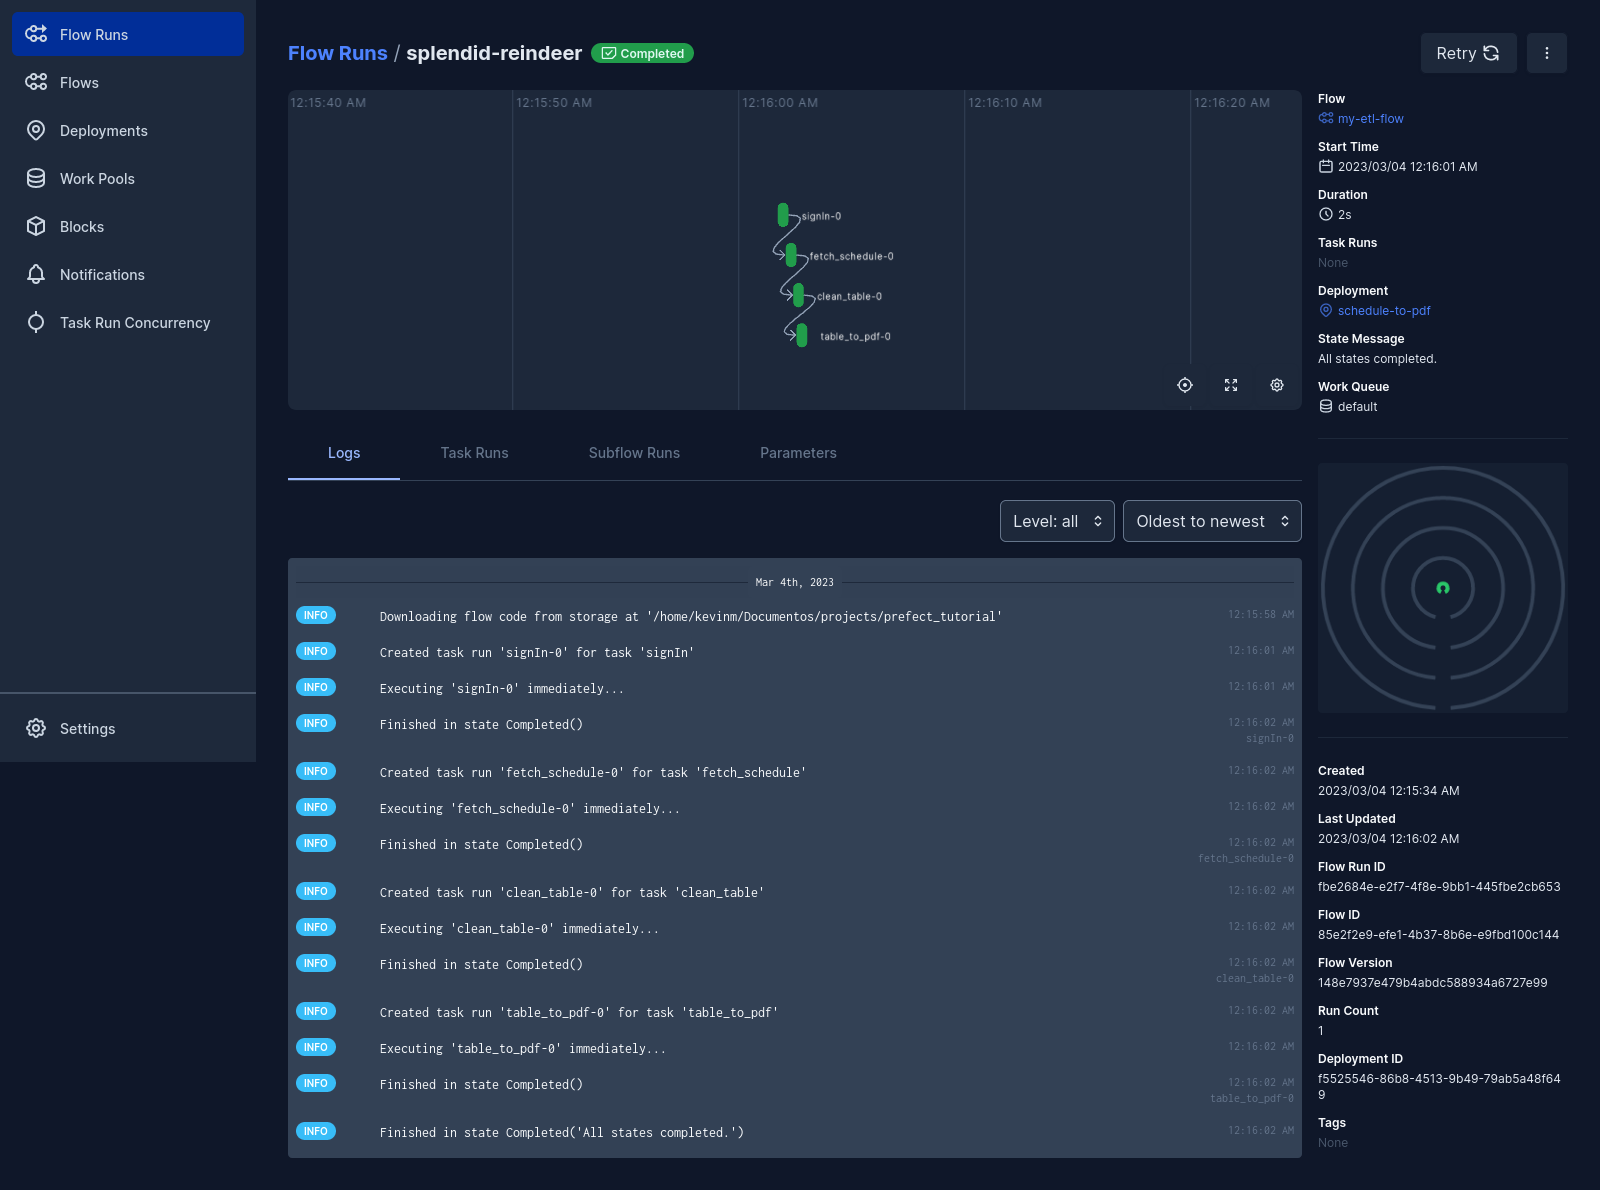 Flow Runs
Flows
Deployments
Work Pools
Blocks
Notifications
Task Run Concurrency
Settings
Flow Runs / splendid-reindeer Completed
Retry
12:15:40 AM 12:15:50 AM 12:16:00 AM 12:16:10 AM 12:16:20 AM
signIn-0
fetch_schedule-0
clean_table-0
table_to_pdf-0
Logs Task Runs Subflow Runs Parameters
Level: all Oldest to newest
Mar 4th, 2023
INFO Downloading flow code from storage at '/home/kevinm/Documentos/projects/prefect_tutorial' 12:15:58 AM
INFO Created task run 'signIn-0' for task 'signIn' 12:16:01 AM
INFO Executing 'signIn-0' immediately... 12:16:01 AM
INFO Finished in state Completed() 12:16:02 AM
signIn-0
INFO Created task run 'fetch_schedule-0' for task 'fetch_schedule' 12:16:02 AM
INFO Executing 'fetch_schedule-0' immediately... 12:16:02 AM
INFO Finished in state Completed() 12:16:02 AM
fetch_schedule-0
INFO Created task run 'clean_table-0' for task 'clean_table' 12:16:02 AM
INFO Executing 'clean_table-0' immediately... 12:16:02 AM
INFO Finished in state Completed() 12:16:02 AM
clean_table-0
INFO Created task run 'table_to_pdf-0' for task 'table_to_pdf' 12:16:02 AM
INFO Executing 'table_to_pdf-0' immediately... 12:16:02 AM
INFO Finished in state Completed() 12:16:02 AM
table_to_pdf-0
INFO Finished in state Completed('All states completed.') 12:16:02 AM
Flow
my-etl-flow
Start Time
2023/03/04 12:16:01 AM
Duration
2s
Task Runs
None
Deployment
schedule-to-pdf
State Message
All states completed.
Work Queue
default
Created
2023/03/04 12:15:34 AM
Last Updated
2023/03/04 12:16:02 AM
Flow Run ID
fbe2684e-e2f7-4f8e-9bb1-445fbe2cb653
Flow ID
85e2f2e9-efe1-4b37-8b6e-e9fbd100c144
Flow Version
148e7937e479b4abdc588934a6727e99
Run Count
1
Deployment ID
f5525546-86b8-4513-9b49-79ab5a48f64
9
Tags
None